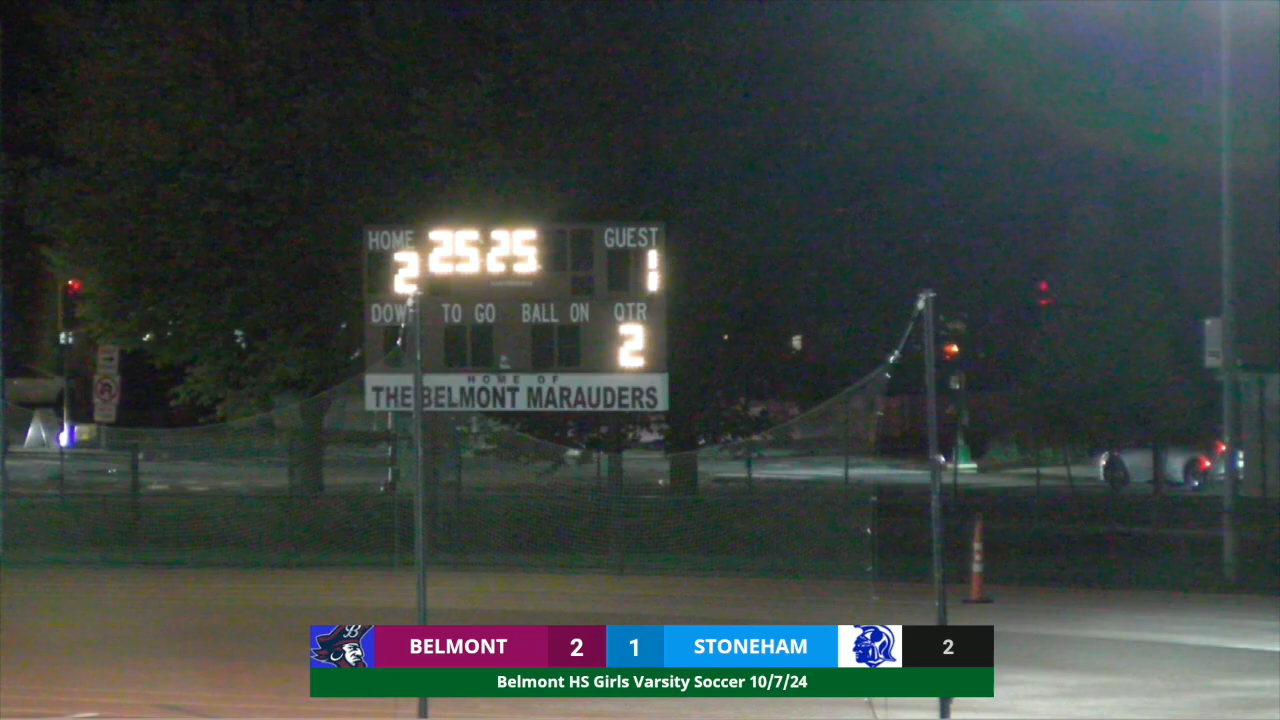 HOME 25:25 GUEST
2 1
DOWN TO GO BALL ON QTR
2
HOME OF
THE BELMONT MARAUDERS
B BELMONT 2 1 STONEHAM 2
Belmont HS Girls Varsity Soccer 10/7/24